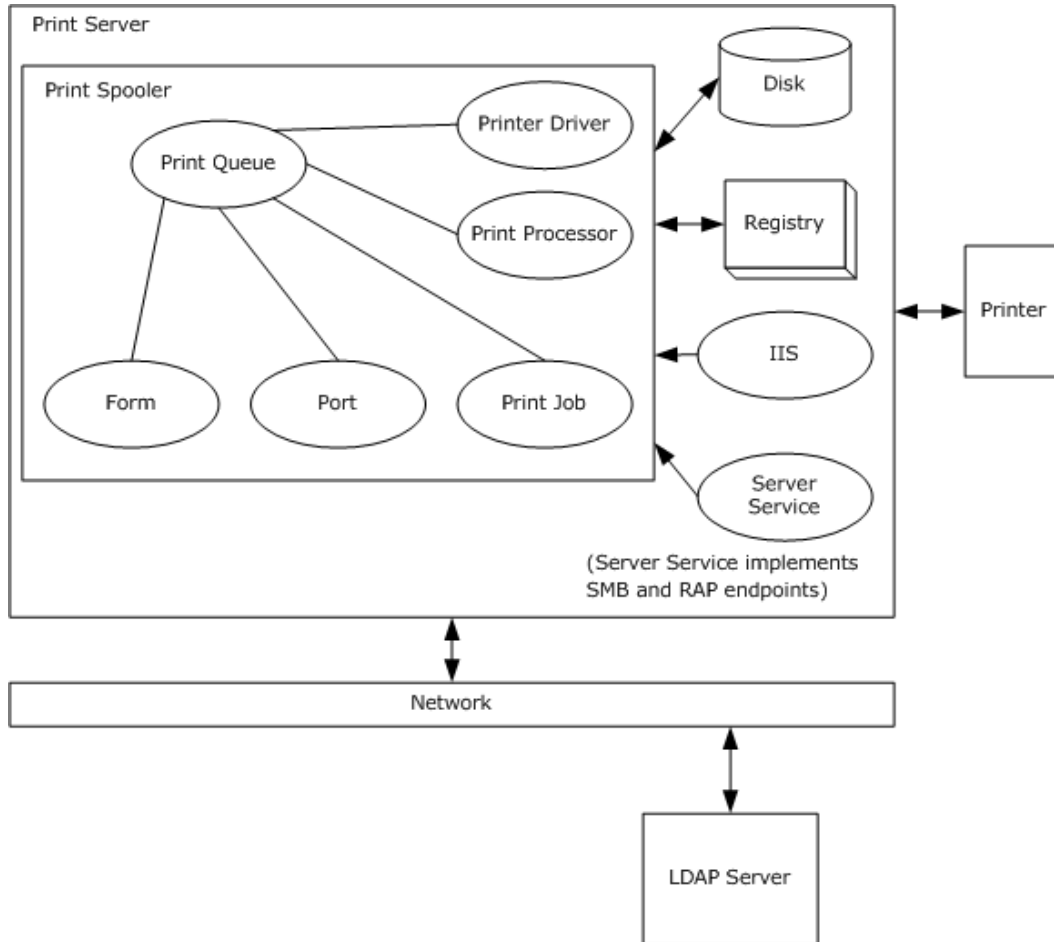 Print Server
Print Spooler
Disk
Printer Driver
Print Queue
Print Processor
Registry
Printer
IIS
Form
Port
Print Job
Server
Service
(Server Service implements
SMB and RAP endpoints)
Network
LDAP Server